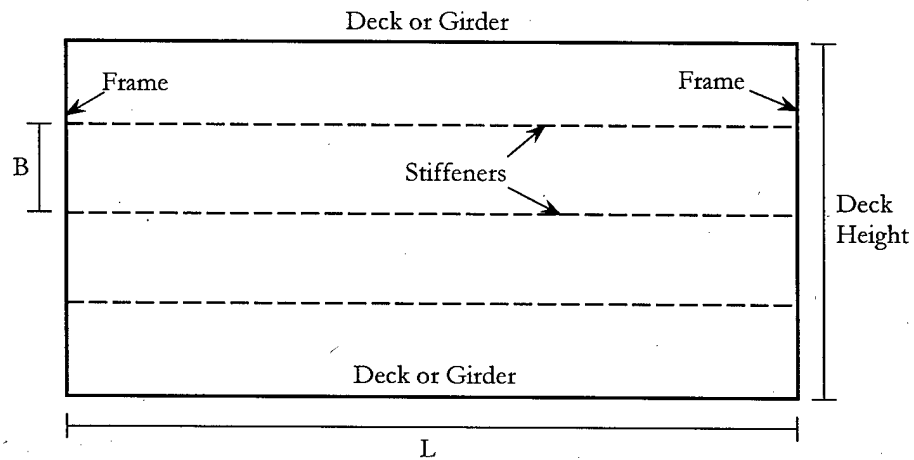 Deck or Girder
Frame
Frame
B
Stiffeners
Deck
Height
Deck or Girder
L